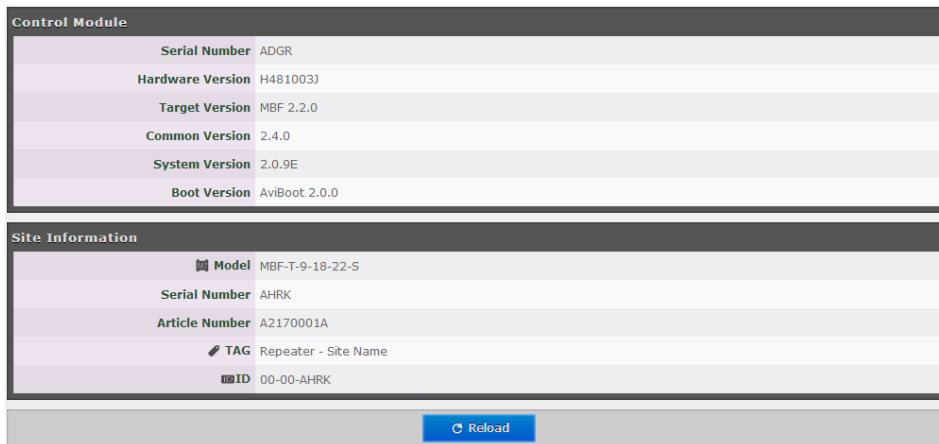 Control Module
Serial Number ADGR
Hardware Version H481003J
Target Version MBF 2.2.0
Common Version 2.4.0
System Version 2.0.9E
Boot Version AviBoot 2.0.0
Site Information
Model MBF-T-9-18-22-S
Serial Number AHRK
Article Number A2170001A
TAG Repeater - Site Name
ID 00-00-AHRK
Reload